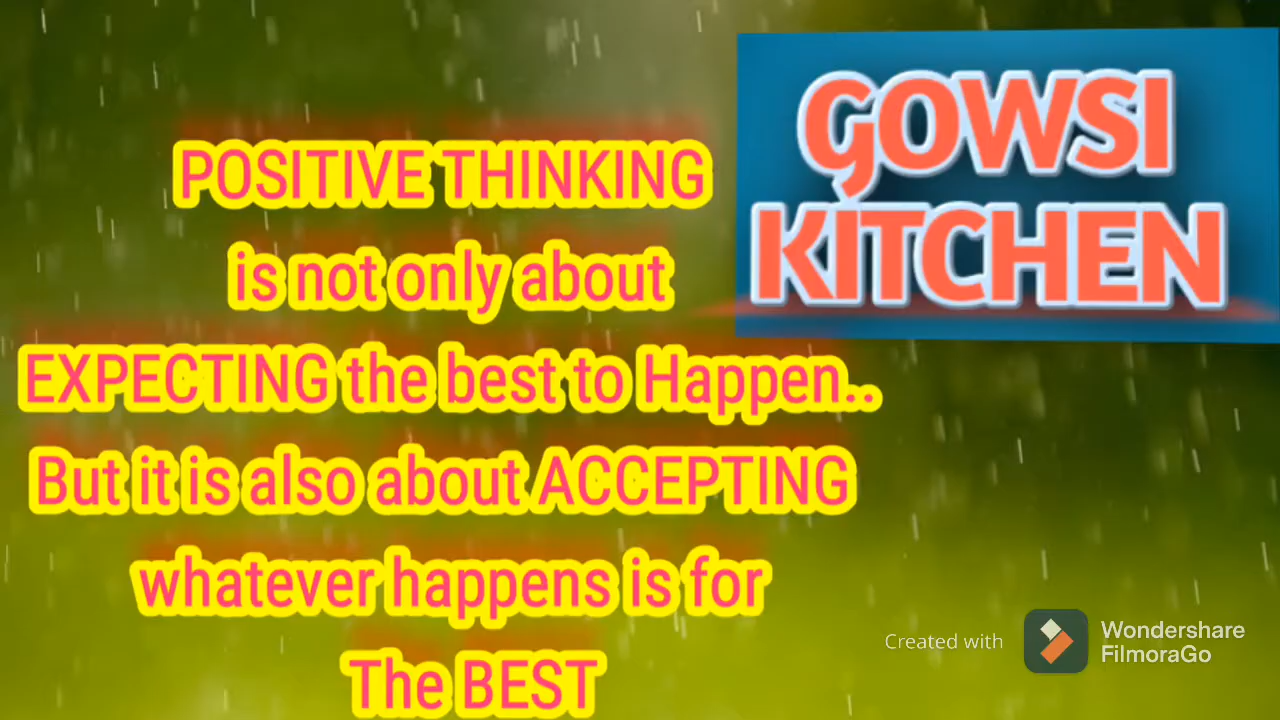 GOWSI
KITCHEN
POSITIVE THINKING
is not only about
EXPECTING the best to Happen..
But it is also about ACCEPTING
whatever happens is for
The BEST
Created with
Wondershare
FilmoraGo